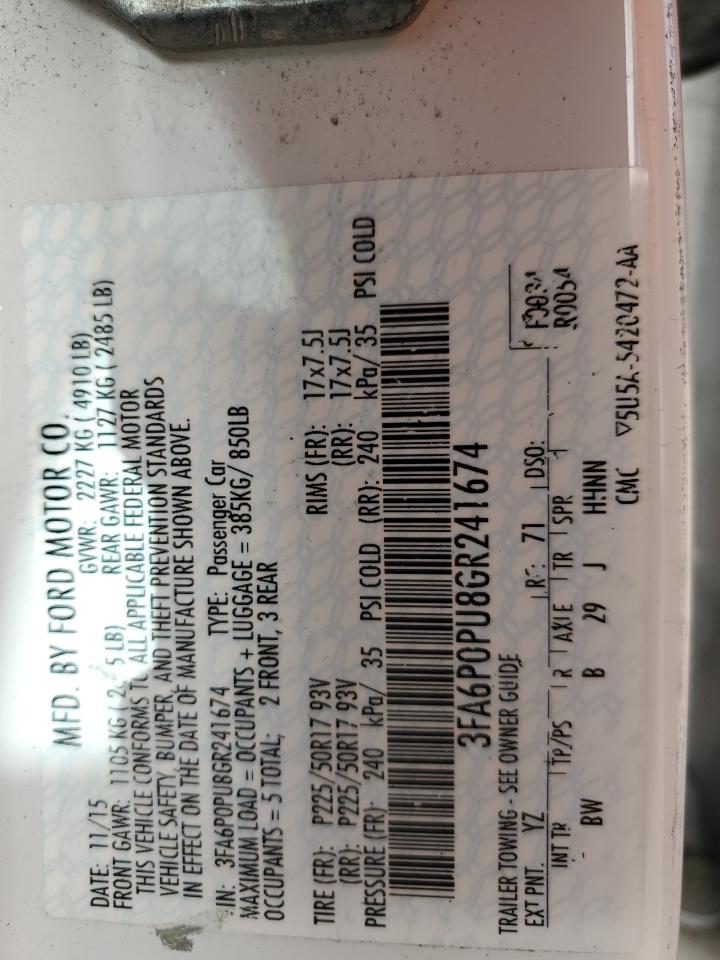 MFD. BY FORD MOTOR CO.
DATE: 11/15 GVWR: 2227 KG ( 4910 LB)
FRONT GAWR: 1105 KG REAR GAWR: 1127 KG ( 2485 LB)
THIS VEHICLE CONFORMS ALL APPLICABLE FEDERAL MOTOR
VEHICLE SAFETY, BUMPER, AND THEFT PREVENTION STANDARDS
IN EFFECT ON THE DATE OF MANUFACTURE SHOWN ABOVE.
IN: 3FA6P0PU8GR241674 TYPE: Passenger Car
MAXIMUM LOAD = OCCUPANTS + LUGGAGE = 385KG/ 850LB
OCCUPANTS = 5 TOTAL; 2 FRONT, 3 REAR
TIRE (FR): P225/50R17 93V RIMS (FR): 17x7.5J
(RR): P225/50R17 93V (RR): 17x7.5J
PRESSURE (FR): 240 kPa/ 35 PSI COLD (RR): 240 kPa/ 35 PSI COLD
3FA6P0PU8GR241674
TRAILER TOWING - SEE OWNER GUIDE
EXT PNT. YZ 71 DSO:
INT TR TP/PS R AXLE TR SPR R0054
BW B 29 J HHNN
CMC ▽5U5A-5420472-AA